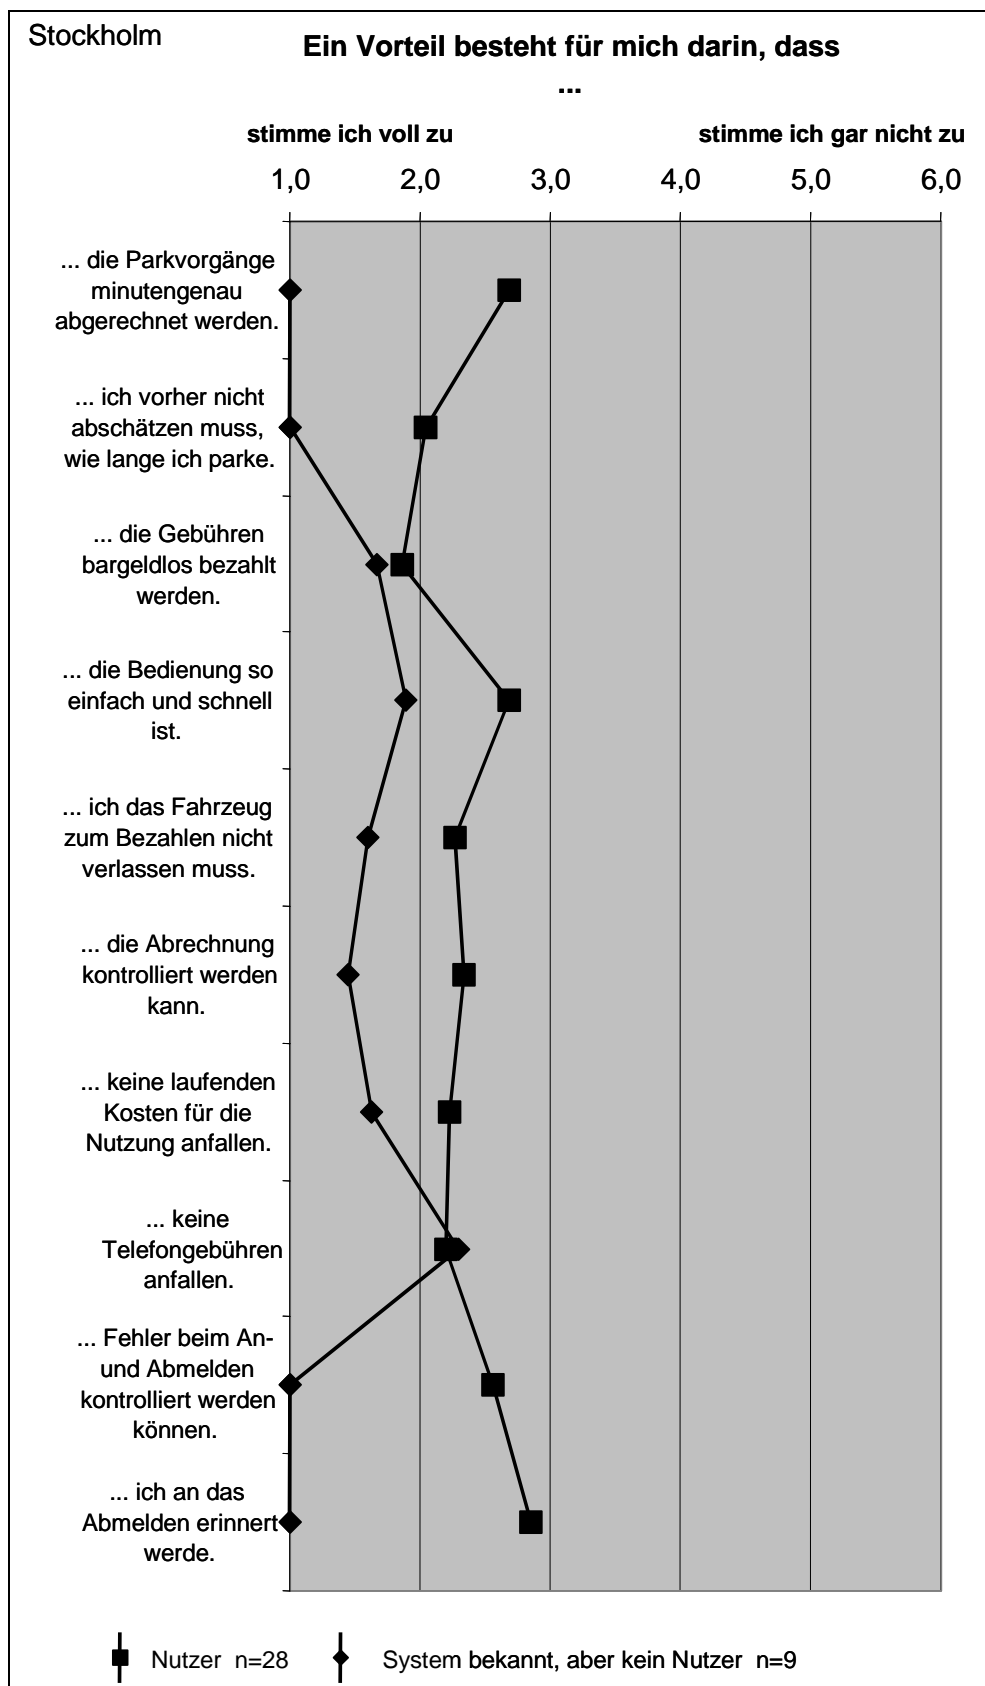 Stockholm
Ein Vorteil besteht für mich darin, dass
...
stimme ich voll zu
stimme ich gar nicht zu
1,0 2,0 3,0 4,0 5,0 6,0
... die Parkvorgänge
minutengenau
abgerechnet werden.
... ich vorher nicht
abschätzen muss,
wie lange ich parke.
... die Gebühren
bargeldlos bezahlt
werden.
... die Bedienung so
einfach und schnell
ist.
... ich das Fahrzeug
zum Bezahlen nicht
verlassen muss.
... die Abrechnung
kontrolliert werden
kann.
... keine laufenden
Kosten für die
Nutzung anfallen.
... keine
Telefongebühren
anfallen.
... Fehler beim An-
und Abmelden
kontrolliert werden
können.
... ich an das
Abmelden erinnert
werde.
Nutzer n=28
System bekannt, aber kein Nutzer n=9